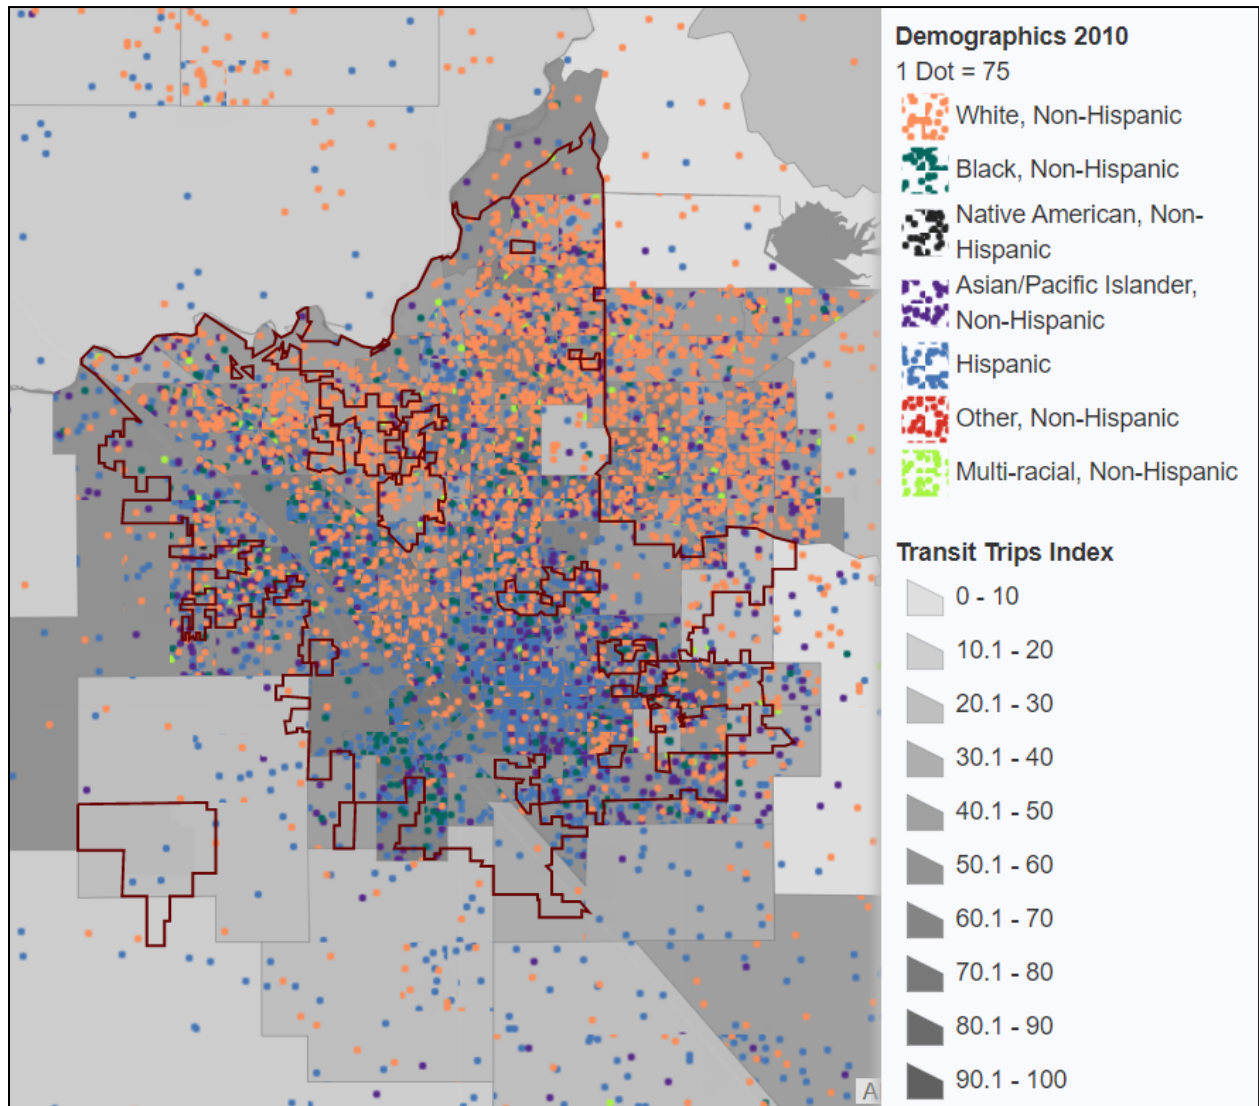 Demographics 2010
1 Dot = 75
White, Non-Hispanic
Black, Non-Hispanic
Native American, Non-
Hispanic
Asian/Pacific Islander,
Non-Hispanic
Hispanic
Other, Non-Hispanic
Multi-racial, Non-Hispanic
Transit Trips Index
0 - 10
10.1 - 20
20.1 - 30
30.1 - 40
40.1 - 50
50.1 - 60
60.1 - 70
70.1 - 80
80.1 - 90
90.1 - 100
A